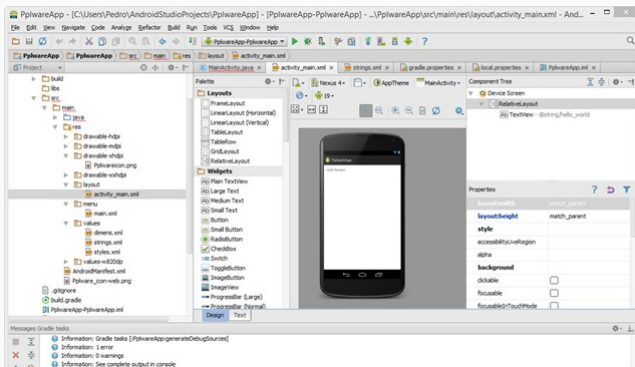 PplwareApp - [C:\Users\Pedro\AndroidStudioProjects\PplwareApp] - [PplwareApp-PplwareApp] - ...\PplwareApp\src\main\res\layout\activity_main.xml - And...
File Edit View Navigate Code Analyze Refactor Build Run Tools VCS Window Help
PplwareApp-PplwareApp
PplwareApp PplwareApp src main res layout activity_main.xml
Project
MainActivity.java activity_main.xml strings.xml gradle.properties local.properties PplwareApp.iml
build
libs
src
main
java
res
drawable-hdpi
drawable-mdpi
drawable-xhdpi
Pplwareicon.png
drawable-xxhdpi
layout
activity_main.xml
menu
main.xml
values
dimens.xml
strings.xml
styles.xml
values-w820dp
AndroidManifest.xml
Pplware_icon-web.png
.gitignore
build.gradle
PplwareApp-PplwareApp.iml
Palette
Layouts
FrameLayout
LinearLayout (Horizontal)
LinearLayout (Vertical)
TableLayout
TableRow
GridLayout
RelativeLayout
Widgets
Plain TextView
Large Text
Medium Text
Small Text
Button
Small Button
RadioButton
CheckBox
Switch
ToggleButton
ImageButton
ImageView
ProgressBar (Large)
ProgressBar (Normal)
Design Text
Nexus 4 AppTheme MainActivity
19
PplwareApp
Component Tree
Device Screen
RelativeLayout
TextView - @string/hello_world
Properties
layout:width match_parent
layout:height match_parent
style
accessibilityLiveRegion
alpha
background
clickable
focusable
focusableInTouchMode
Messages Gradle tasks
Information: Gradle tasks [:PplwareApp:generateDebugSources]
Information: 1 error
Information: 0 warnings
Information: See complete output in console